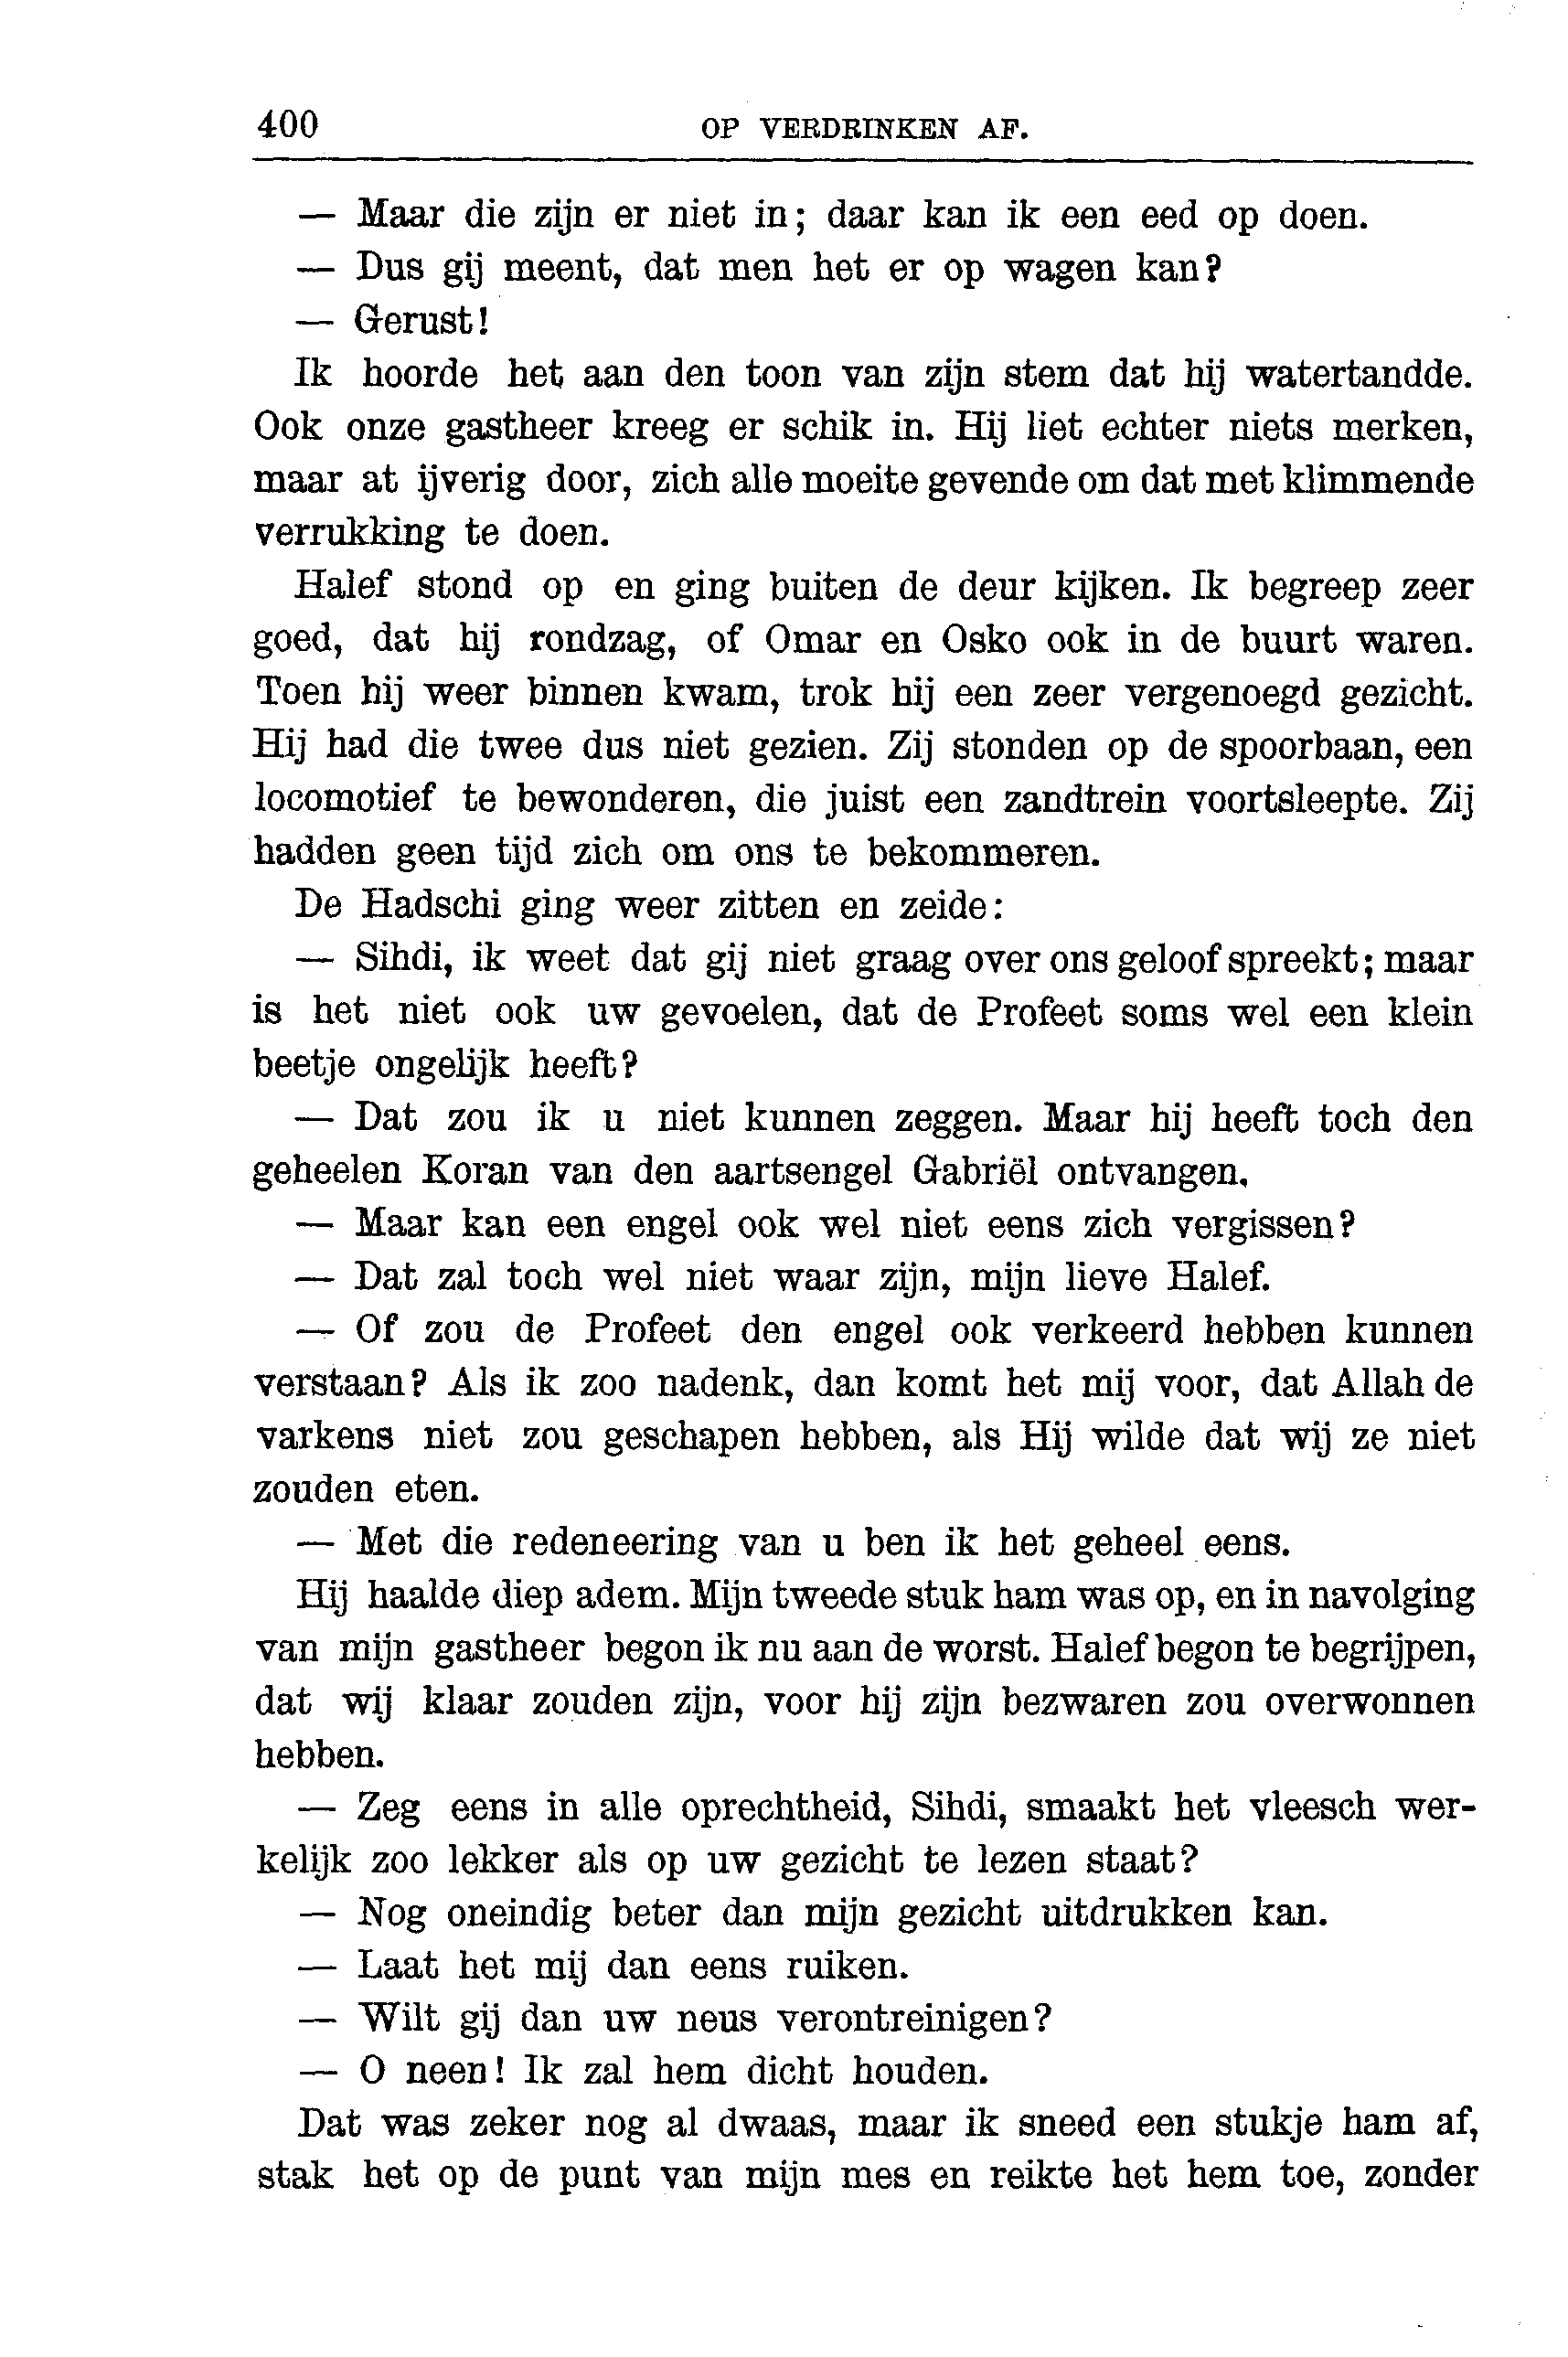 400 OP VERDRINKEN AF.
— Maar die zijn er niet in; daar kan ik een eed op doen.
— Dus gij meent, dat men het er op wagen kan?
— Gerust!
Ik hoorde het aan den toon van zijn stem dat hij watertandde.
Ook onze gastheer kreeg er schik in. Hij liet echter niets merken,
maar at ijverig door, zich alle moeite gevende om dat met klimmende
verrukking te doen.
Halef stond op en ging buiten de deur kijken. Ik begreep zeer
goed, dat hij rondzag, of Omar en Osko ook in de buurt waren.
Toen hij weer binnen kwam, trok hij een zeer vergenoegd gezicht.
Hij had die twee dus niet gezien. Zij stonden op de spoorbaan, een
locomotief te bewonderen, die juist een zandtrein voortsleepte. Zij
hadden geen tijd zich om ons te bekommeren.
De Hadschi ging weer zitten en zeide:
— Sihdi, ik weet dat gij niet graag over ons geloof spreekt; maar
is het niet ook uw gevoelen, dat de Profeet soms wel een klein
beetje ongelijk heeft?
— Dat zou ik u niet kunnen zeggen. Maar hij heeft toch den
geheelen Koran van den aartsengel Gabriël ontvangen.
— Maar kan een engel ook wel niet eens zich vergissen?
— Dat zal toch wel niet waar zijn, mijn lieve Halef.
— Of zou de Profeet den engel ook verkeerd hebben kunnen
verstaan? Als ik zoo nadenk, dan komt het mij voor, dat Allah de
varkens niet zou geschapen hebben, als Hij wilde dat wij ze niet
zouden eten.
— Met die redeneering van u ben ik het geheel eens.
Hij haalde diep adem. Mijn tweede stuk ham was op, en in navolging
van mijn gastheer begon ik nu aan de worst. Halef begon te begrijpen,
dat wij klaar zouden zijn, voor hij zijn bezwaren zou overwonnen
hebben.
— Zeg eens in alle oprechtheid, Sihdi, smaakt het vleesch wer-
kelijk zoo lekker als op uw gezicht te lezen staat?
— Nog oneindig beter dan mijn gezicht uitdrukken kan.
— Laat het mij dan eens ruiken.
— Wilt gij dan uw neus verontreinigen?
— O neen! Ik zal hem dicht houden.
Dat was zeker nog al dwaas, maar ik sneed een stukje ham af,
stak het op de punt van mijn mes en reikte het hem toe, zonder